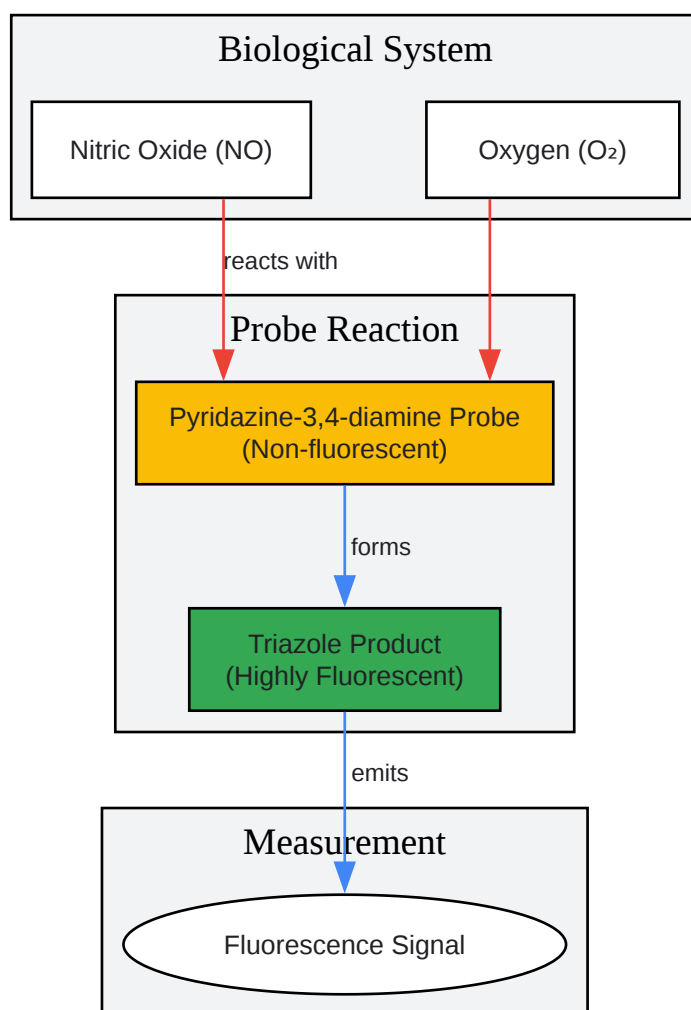 Biological System
Nitric Oxide (NO)
Oxygen (O₂)
reacts with
Probe Reaction
Pyridazine-3,4-diamine Probe
(Non-fluorescent)
forms
Triazole Product
(Highly Fluorescent)
emits
Measurement
Fluorescence Signal